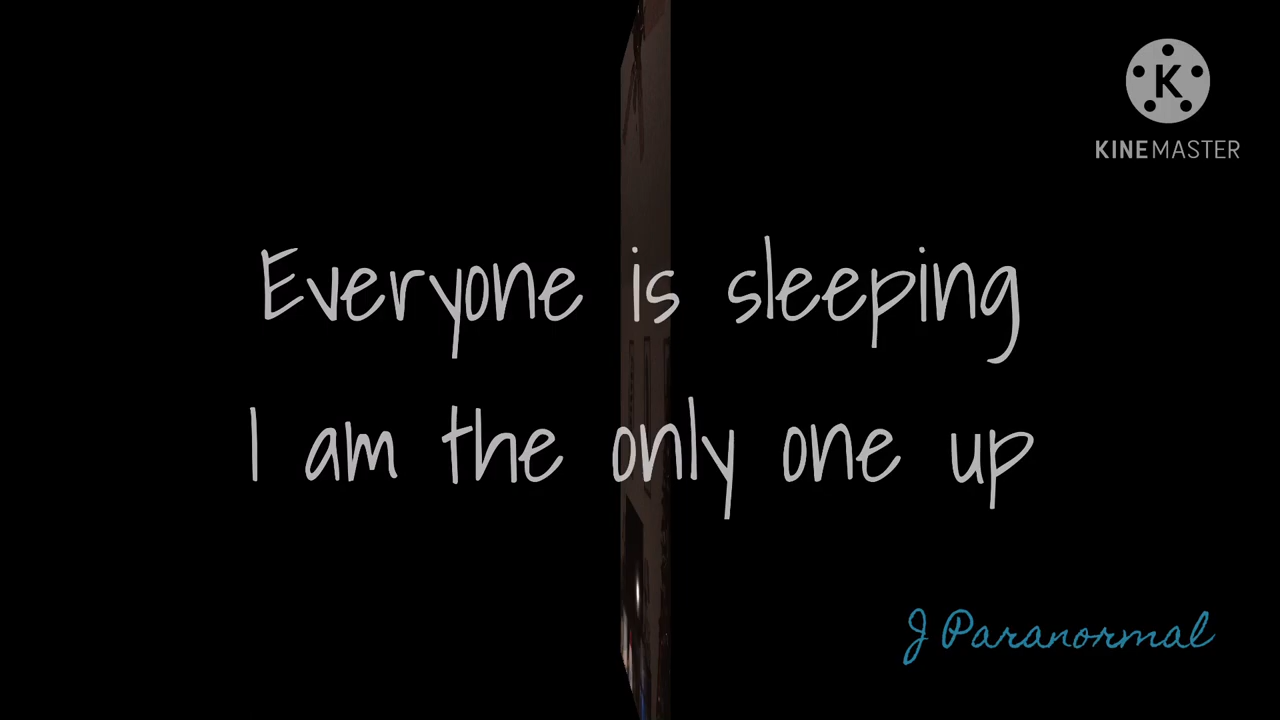 K
KINEMASTER
Everyone is sleeping
I am the only one up
J Paranormal